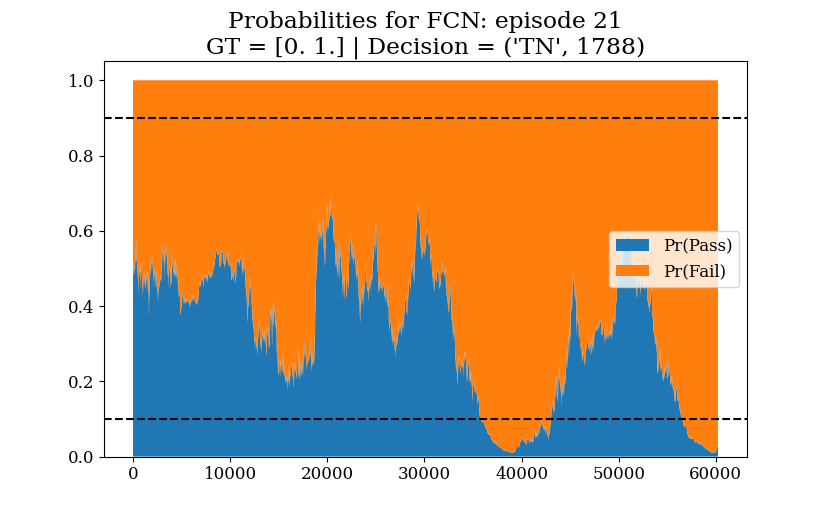 Probabilities for FCN: episode 21
GT = [0. 1.] | Decision = ('TN', 1788)
1.0
0.8
0.6
0.4
0.2
0.0
Pr(Pass)
Pr(Fail)
0 10000 20000 30000 40000 50000 60000